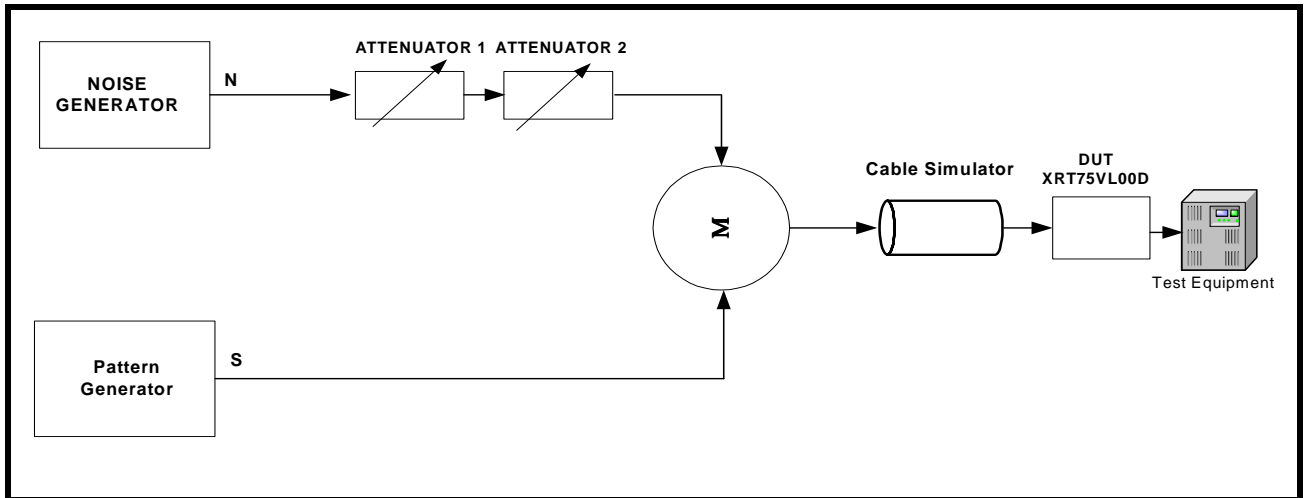 ATTENUATOR 1 ATTENUATOR 2
NOISE
GENERATOR
N
M
Cable Simulator
DUT
XRT75VL00D
Test Equipment
Pattern
Generator
S